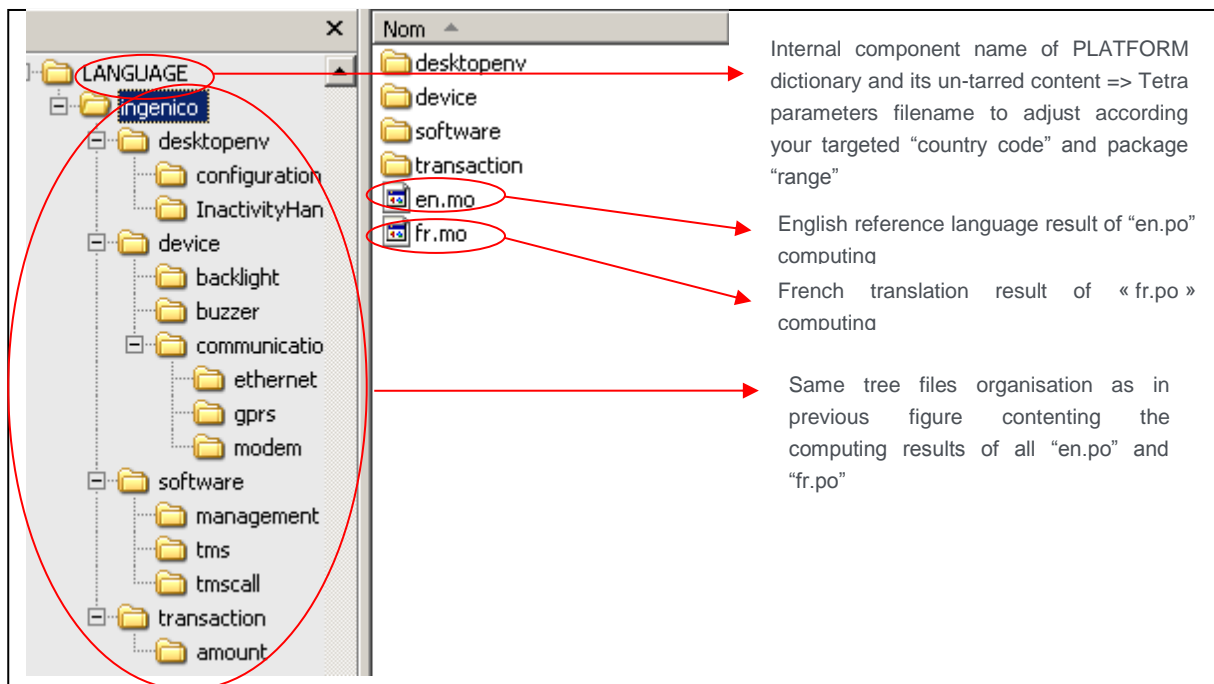 LANGUAGE
ingenico
desktopenv
configuration
InactivityHan
device
backlight
buzzer
communicatio
ethernet
gprs
modem
software
management
tms
tmscall
transaction
amount
Nom
desktopenv
device
software
transaction
en.mo
fr.mo
Internal component name of PLATFORM
dictionary and its un-tarred content => Tetra
parameters filename to adjust according
your targeted “country code” and package
“range”
English reference language result of “en.po”
computing
French translation result of « fr.po »
computing
Same tree files organisation as in
previous figure contenting the
computing results of all “en.po” and
“fr.po”